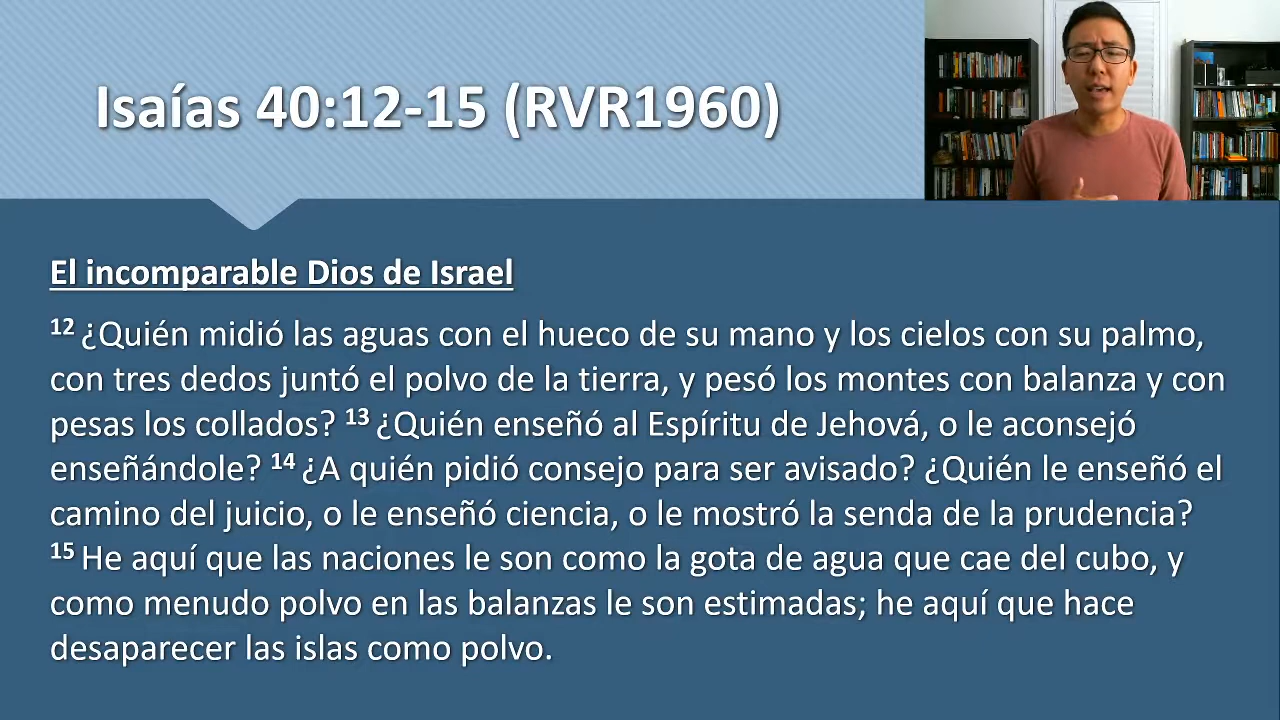 Isaías 40:12-15 (RVR1960)
El incomparable Dios de Israel
12 ¿Quién midió las aguas con el hueco de su mano y los cielos con su palmo,
con tres dedos juntó el polvo de la tierra, y pesó los montes con balanza y con
pesas los collados? 13 ¿Quién enseñó al Espíritu de Jehová, o le aconsejó
enseñándole? 14 ¿A quién pidió consejo para ser avisado? ¿Quién le enseñó el
camino del juicio, o le enseñó ciencia, o le mostró la senda de la prudencia?
15 He aquí que las naciones le son como la gota de agua que cae del cubo, y
como menudo polvo en las balanzas le son estimadas; he aquí que hace
desaparecer las islas como polvo.